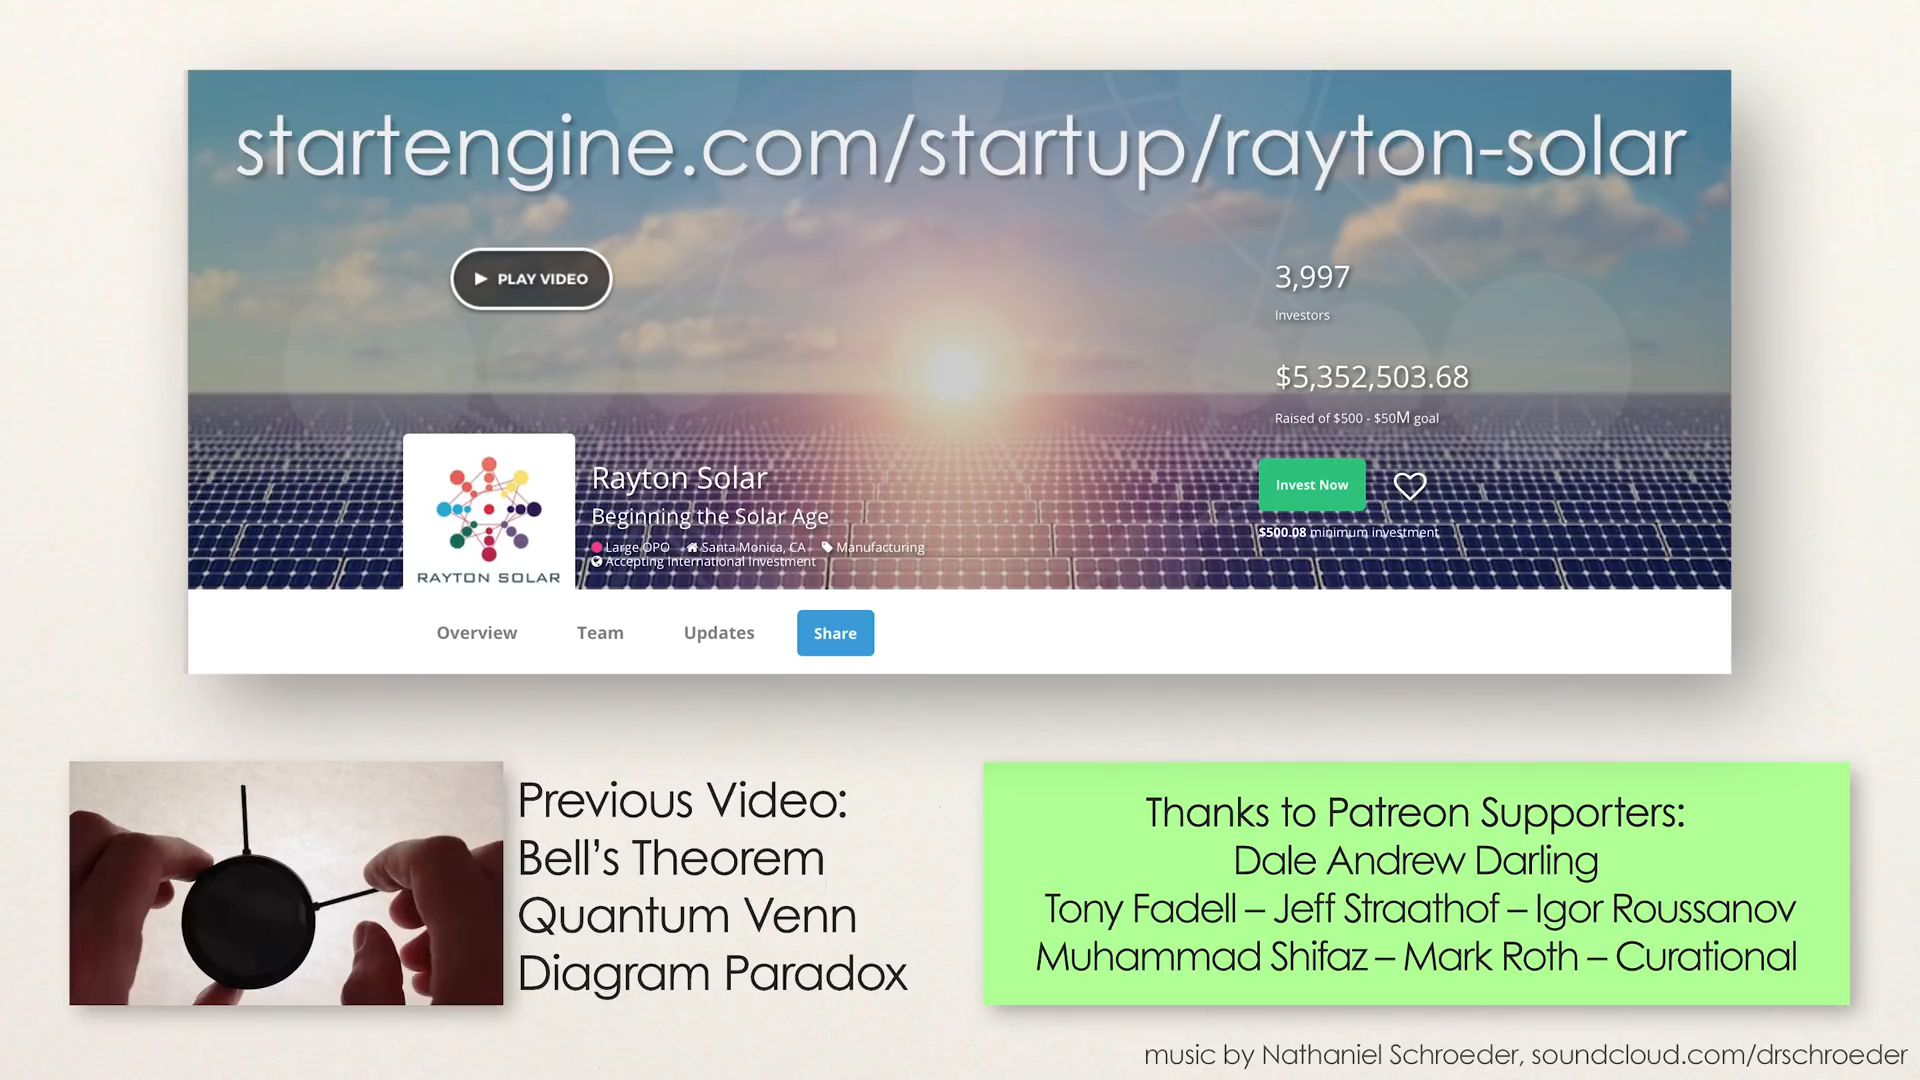 startengine.com/startup/rayton-solar
PLAY VIDEO
3,997
Investors
$5,352,503.68
Raised of $500 - $50M goal
Invest Now
$500.08 minimum investment
RAYTON SOLAR
Rayton Solar
Beginning the Solar Age
Large OPO Santa Monica, CA Manufacturing
Accepting International Investment
Overview Team Updates Share
Previous Video:
Bell's Theorem
Quantum Venn
Diagram Paradox
Thanks to Patreon Supporters:
Dale Andrew Darling
Tony Fadell – Jeff Straathof – Igor Roussanov
Muhammad Shifaz – Mark Roth – Curational
music by Nathaniel Schroeder, soundcloud.com/drschroeder